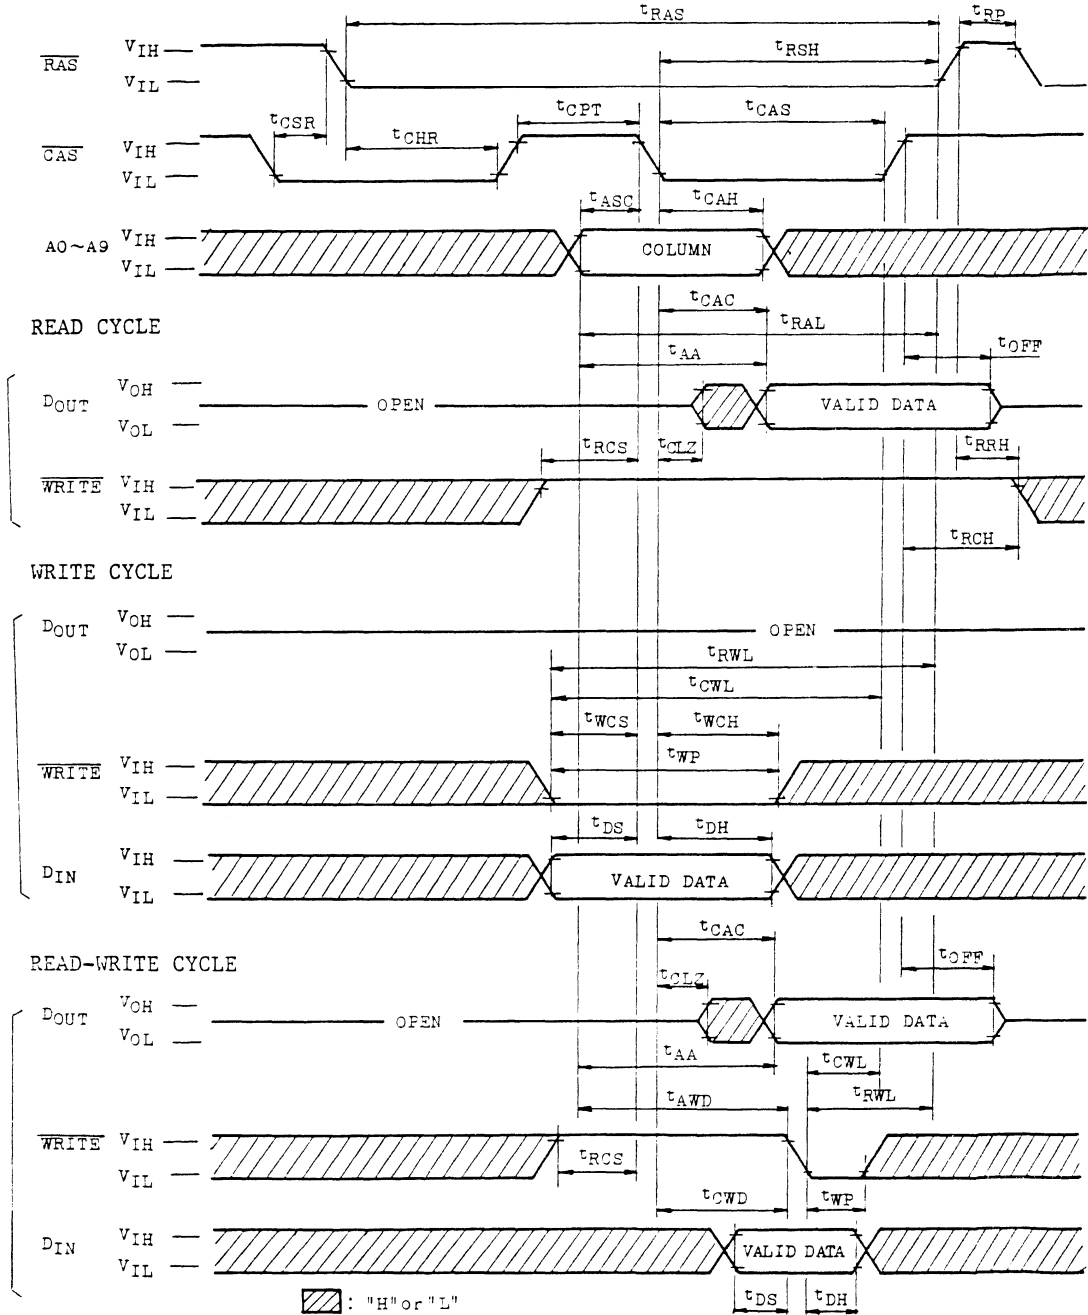 tRAS
tRP
RAS VIH
VIL
tRSH
tCSR
tCHR
tCPT
tCAS
CAS VIH
VIL
tASC
tCAH
A0~A9 VIH
VIL
COLUMN
tCAC
tRAL
READ CYCLE
tAA
tOFF
DOUT VOH
VOL
OPEN
VALID DATA
tRCS
tCLZ
tRRH
WRITE VIH
VIL
tRCH
WRITE CYCLE
DOUT VOH
VOL
OPEN
tRWL
tCWL
tWCS
tWCH
tWP
WRITE VIH
VIL
tDS
tDH
DIN VIH
VIL
VALID DATA
tCAC
READ-WRITE CYCLE
tOFF
tCLZ
DOUT VOH
VOL
OPEN
VALID DATA
tAA
tCWL
tAWD
tRWL
WRITE VIH
VIL
tRCS
tCWD
tWP
DIN VIH
VIL
VALID DATA
tDS
tDH
: "H" or "L"